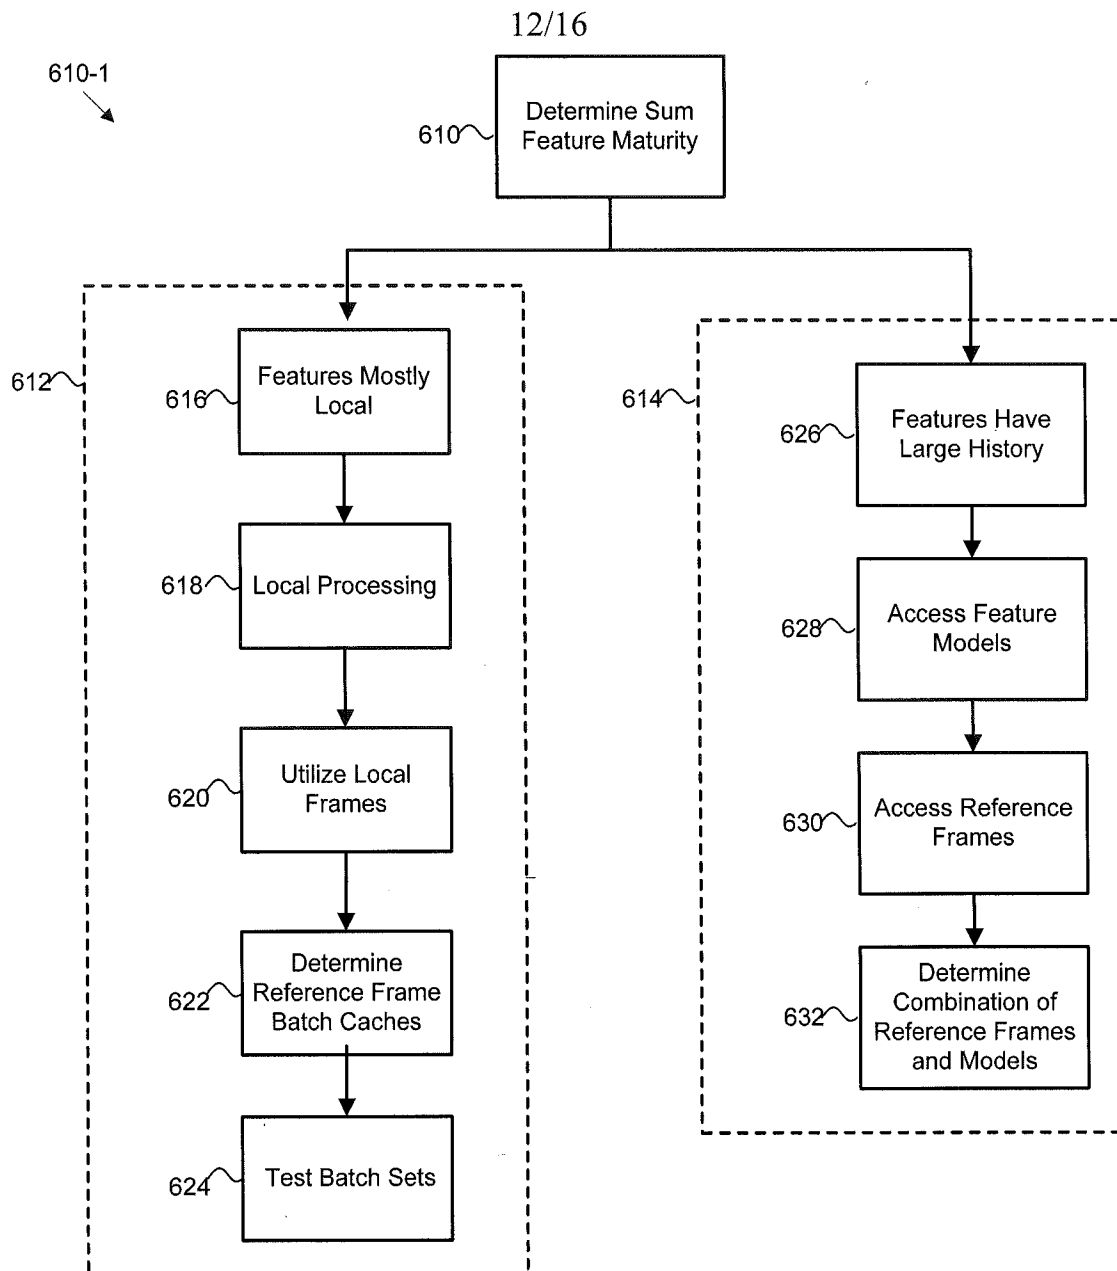 12/16
610-1
610
Determine Sum
Feature Maturity
612
616
Features Mostly
Local
618
Local Processing
620
Utilize Local
Frames
622
Determine
Reference Frame
Batch Caches
624
Test Batch Sets
614
626
Features Have
Large History
628
Access Feature
Models
630
Access Reference
Frames
632
Determine
Combination of
Reference Frames
and Models